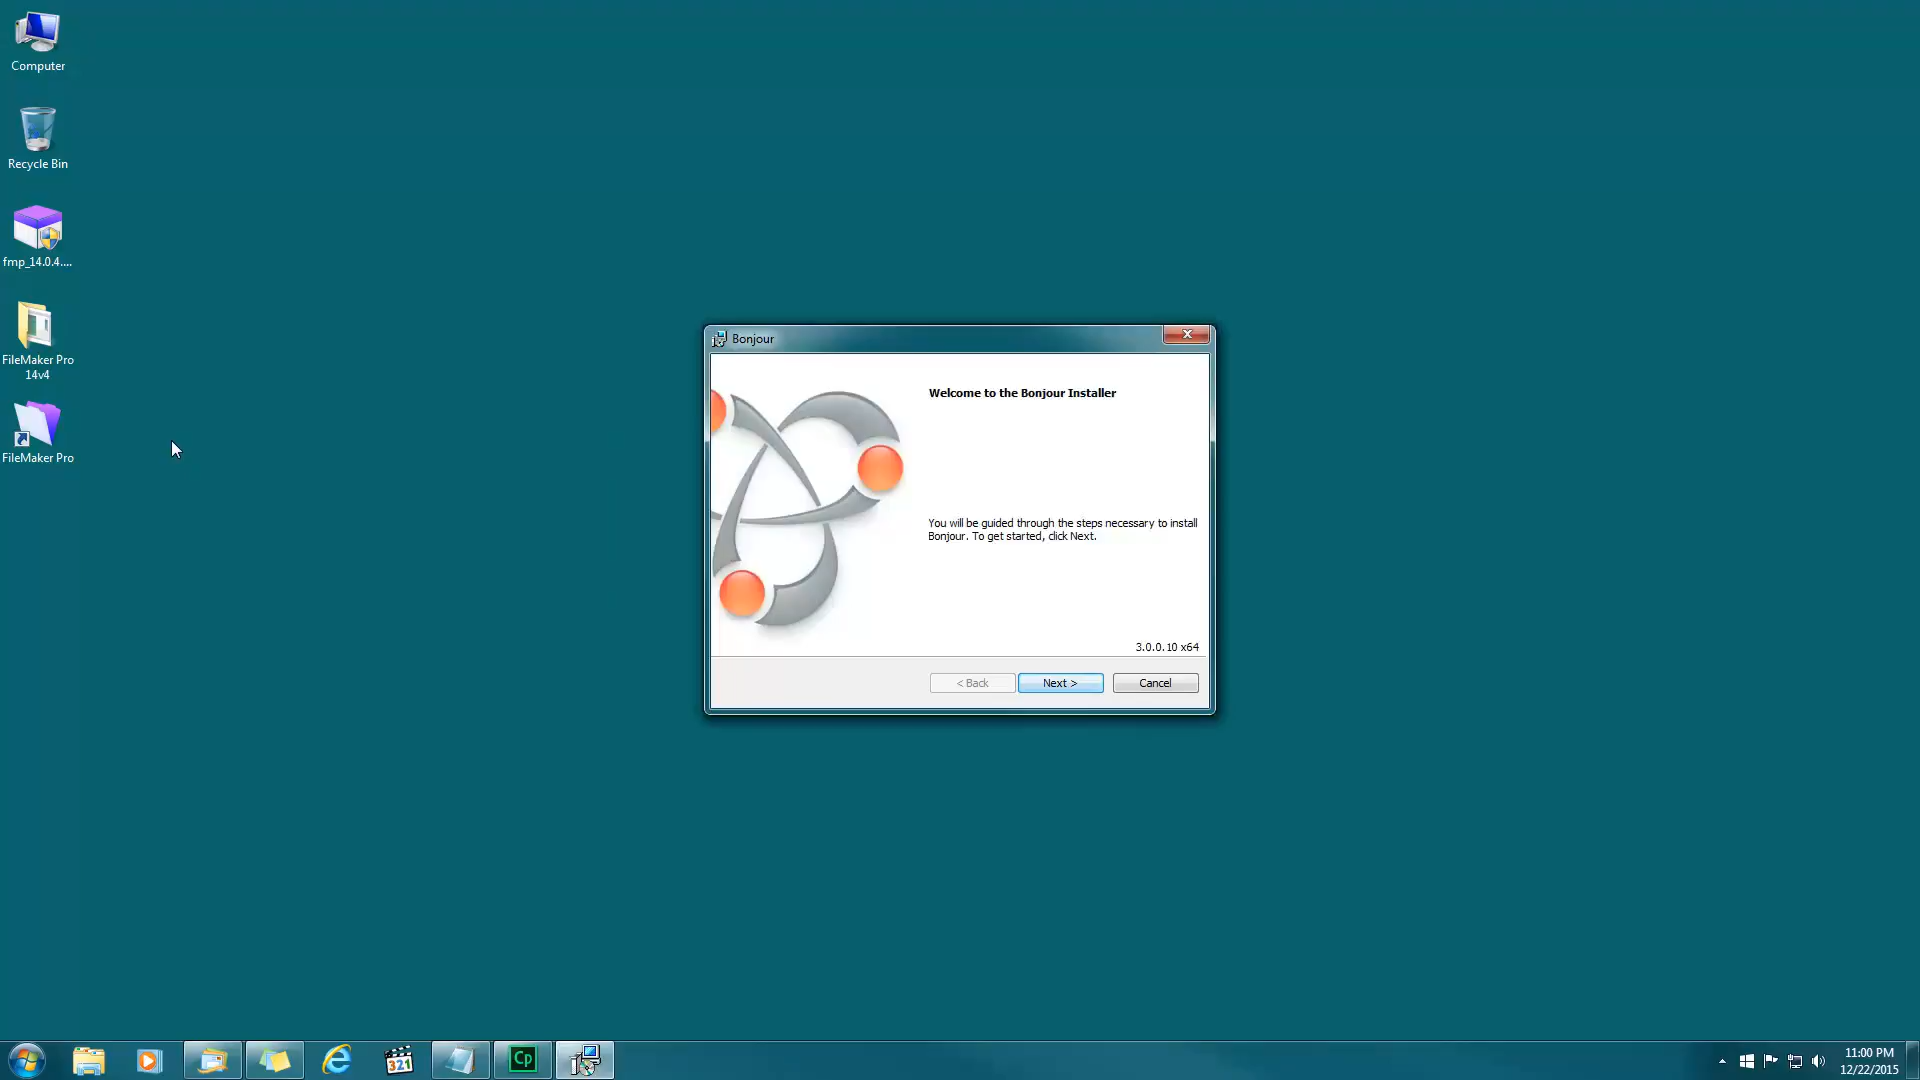 Computer
Recycle Bin
fmp_14.0.4....
FileMaker Pro
14v4
FileMaker Pro
Bonjour
Welcome to the Bonjour Installer
You will be guided through the steps necessary to install
Bonjour. To get started, click Next.
3.0.0.10 x64
< Back
Next >
Cancel
321
Cp
11:00 PM
12/22/2015